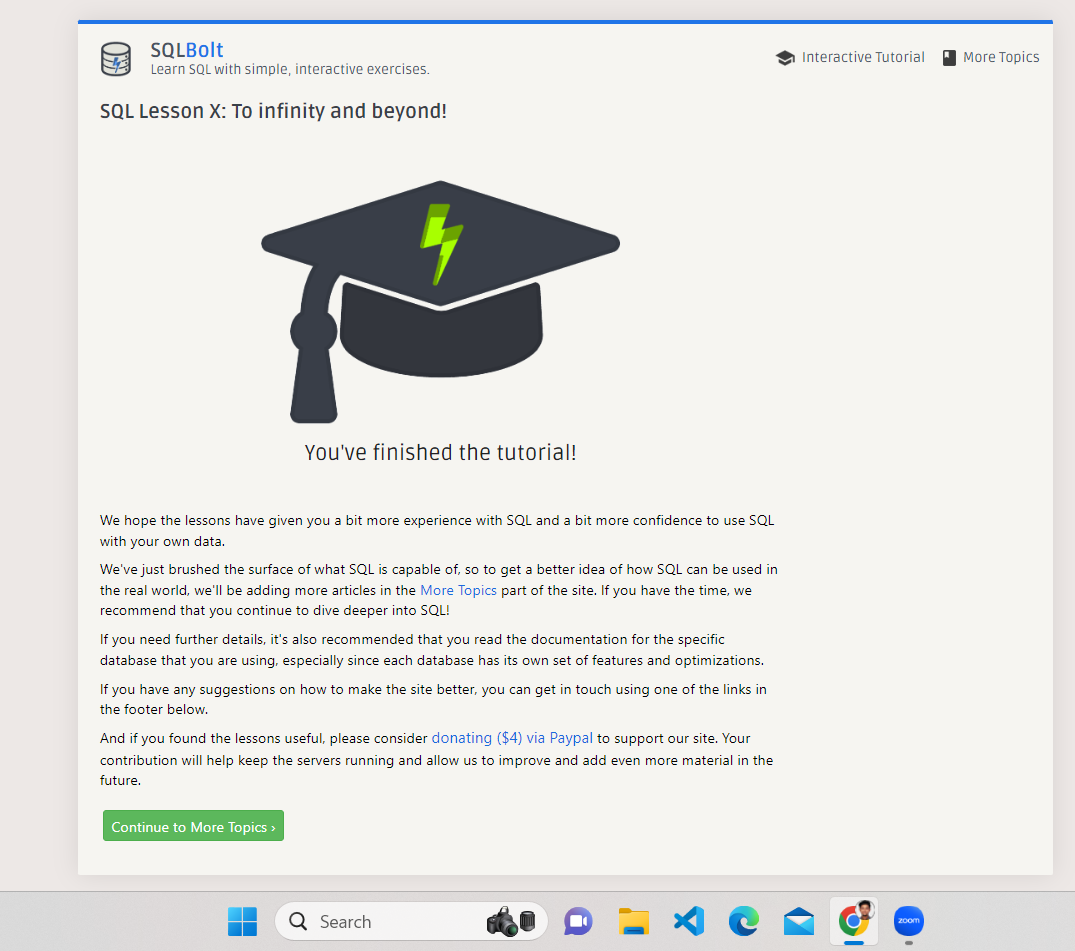 SQLBolt
Learn SQL with simple, interactive exercises.
Interactive Tutorial
More Topics
SQL Lesson X: To infinity and beyond!
You've finished the tutorial!
We hope the lessons have given you a bit more experience with SQL and a bit more confidence to use SQL
with your own data.
We've just brushed the surface of what SQL is capable of, so to get a better idea of how SQL can be used in
the real world, we'll be adding more articles in the More Topics part of the site. If you have the time, we
recommend that you continue to dive deeper into SQL!
If you need further details, it's also recommended that you read the documentation for the specific
database that you are using, especially since each database has its own set of features and optimizations.
If you have any suggestions on how to make the site better, you can get in touch using one of the links in
the footer below.
And if you found the lessons useful, please consider donating ($4) via Paypal to support our site. Your
contribution will help keep the servers running and allow us to improve and add even more material in the
future.
Continue to More Topics ›
Search
zoom